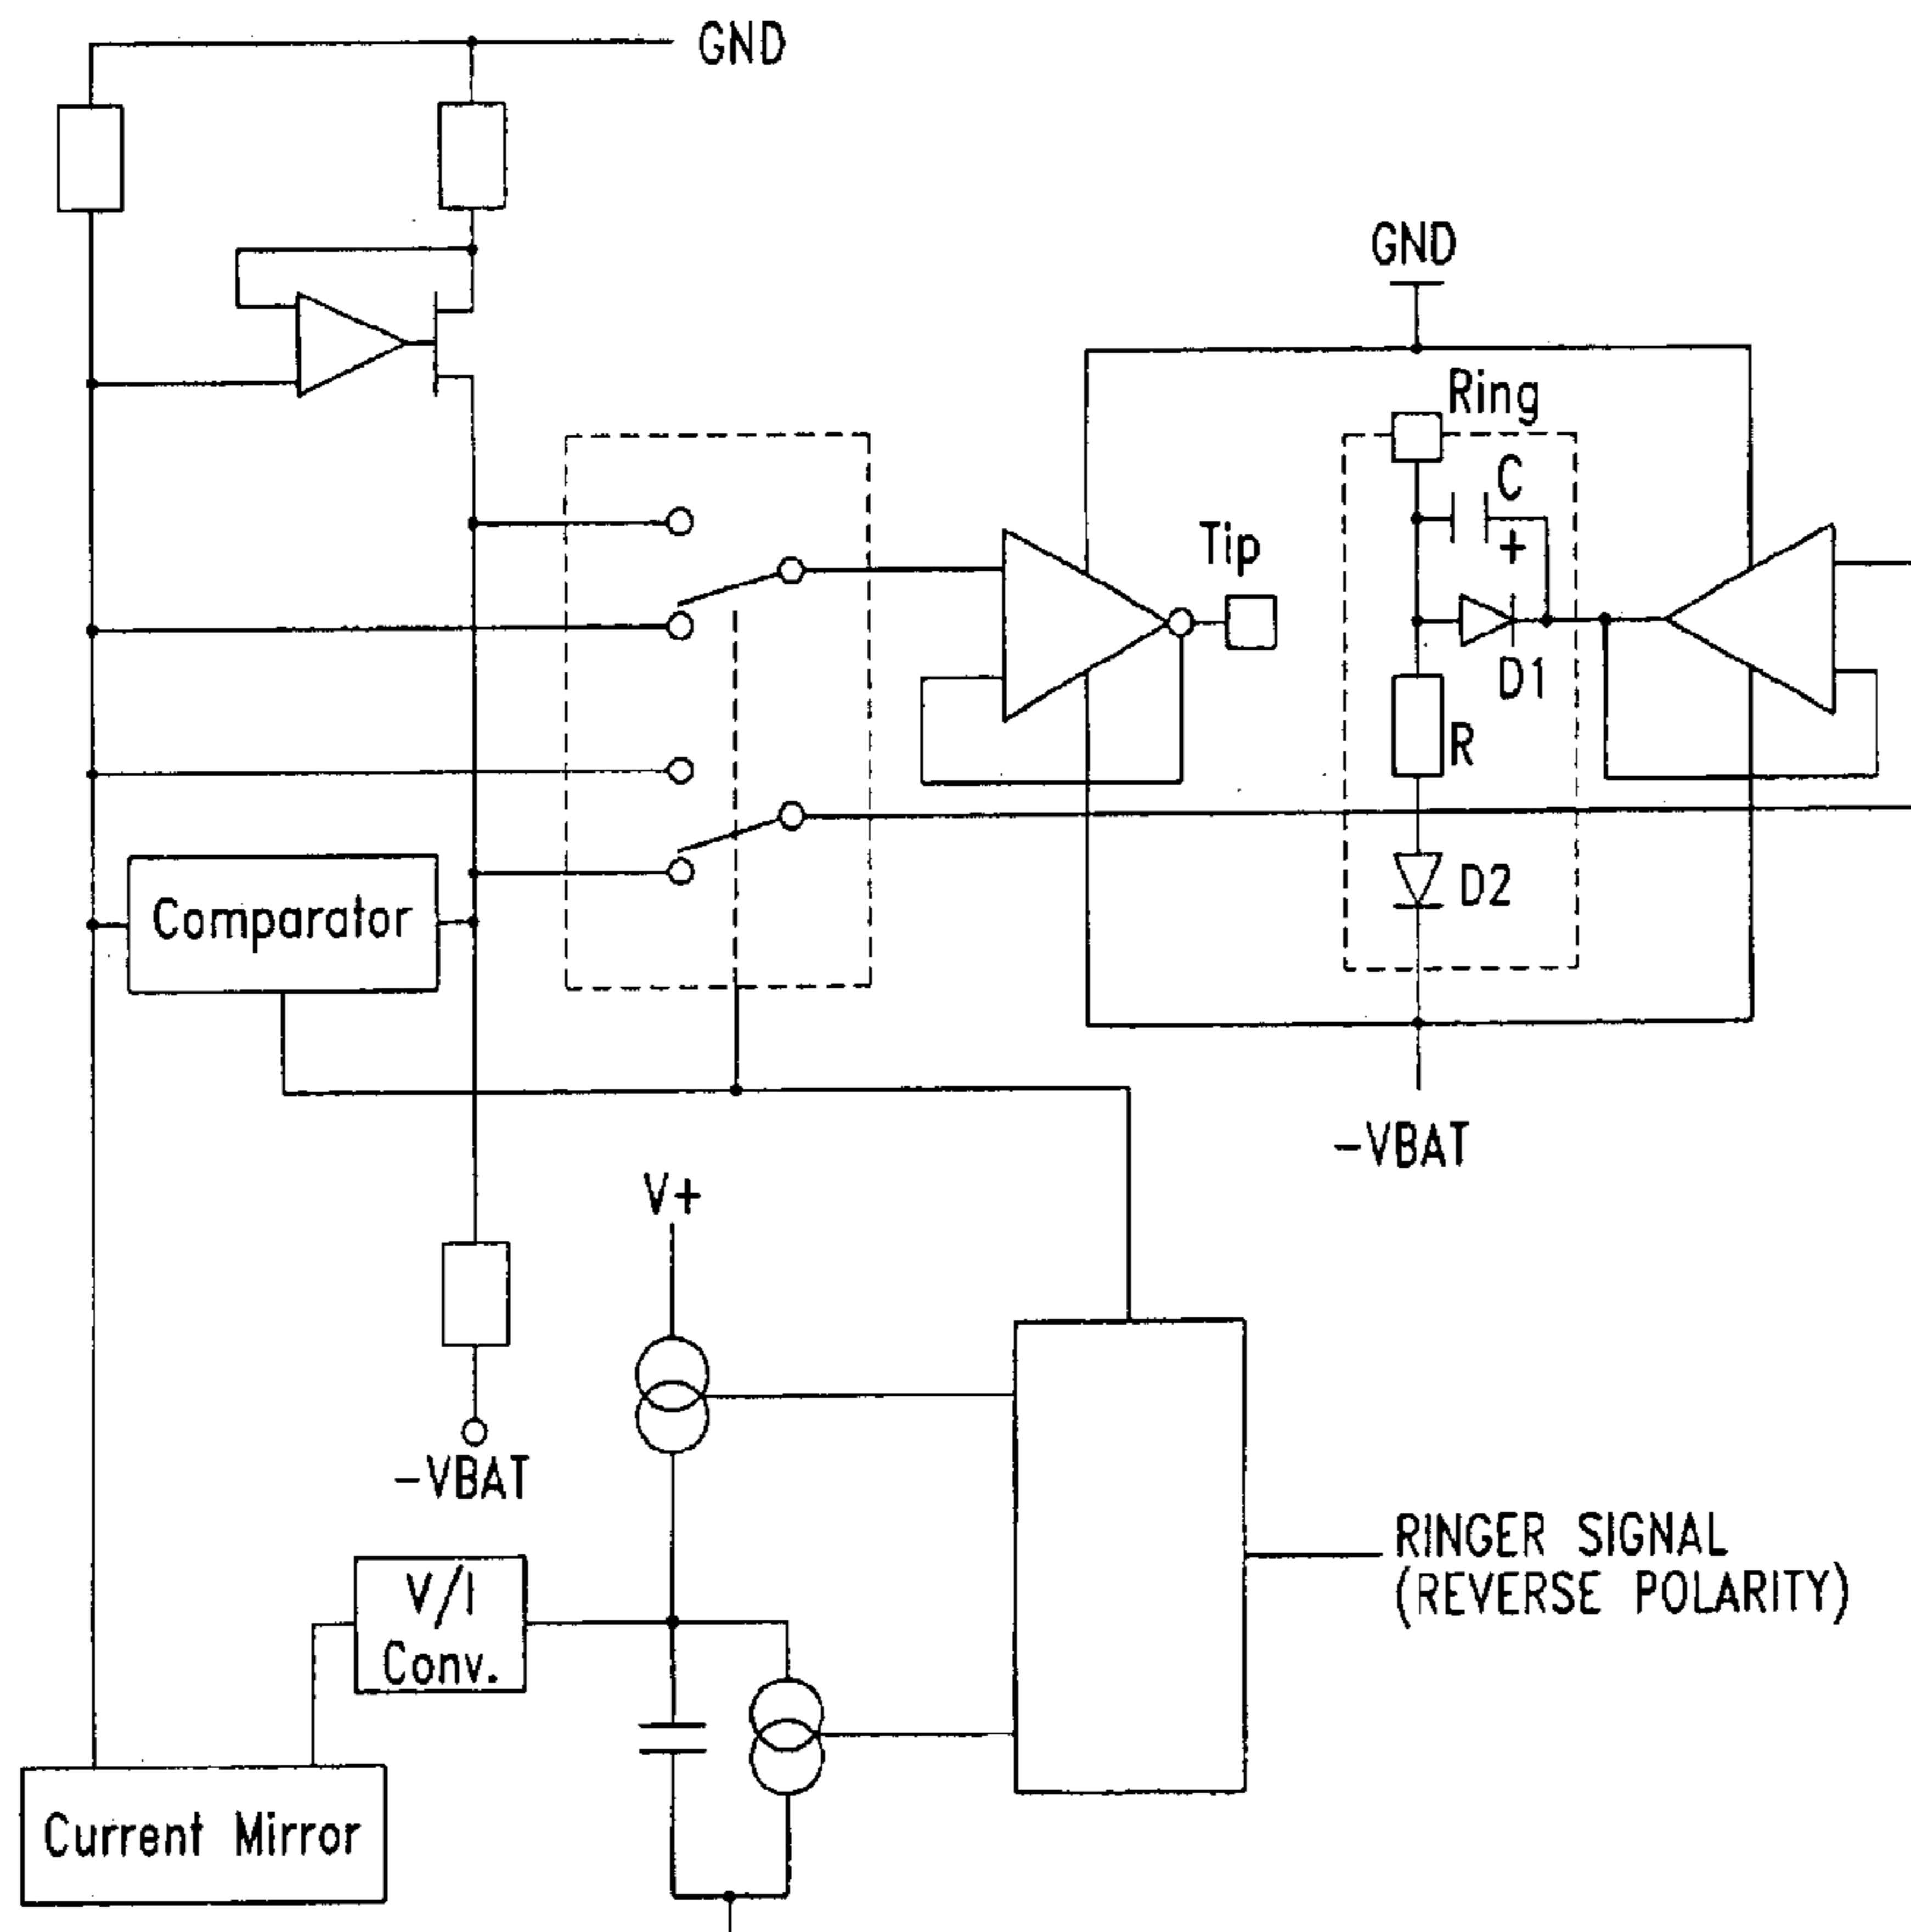 GND
GND
Ring
C
+
Tip
D1
R
Comparator
D2
-VBAT
V+
-VBAT
RINGER SIGNAL
(REVERSE POLARITY)
V/I
Conv.
Current Mirror